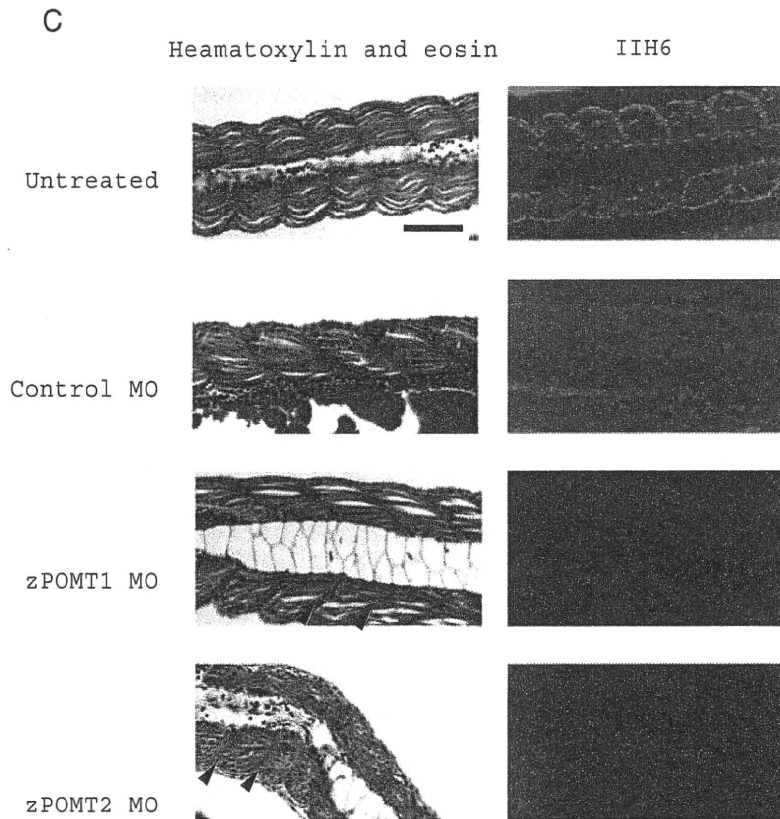 C
Heamatoxylin and eosin
IIH6
Untreated
Control MO
zPOMT1 MO
zPOMT2 MO